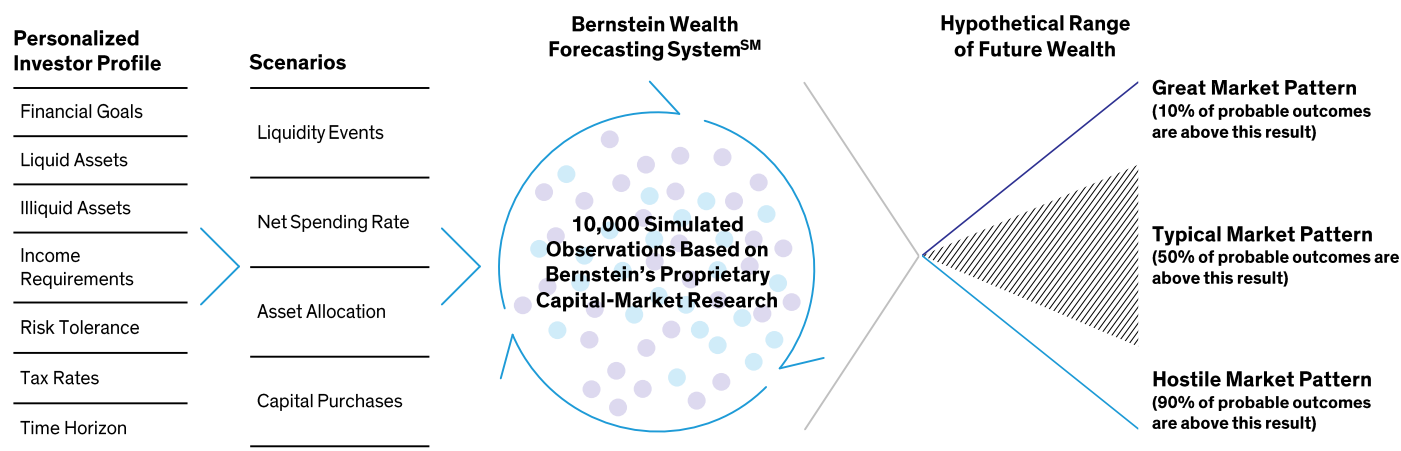 Personalized
Investor Profile
Financial Goals
Liquid Assets
Illiquid Assets
Income
Requirements
Risk Tolerance
Tax Rates
Time Horizon
Scenarios
Liquidity Events
Net Spending Rate
Asset Allocation
Capital Purchases
Bernstein Wealth
Forecasting System℠
10,000 Simulated
Observations Based on
Bernstein’s Proprietary
Capital-Market Research
Hypothetical Range
of Future Wealth
Great Market Pattern
(10% of probable outcomes
are above this result)
Typical Market Pattern
(50% of probable outcomes are
above this result)
Hostile Market Pattern
(90% of probable outcomes
are above this result)